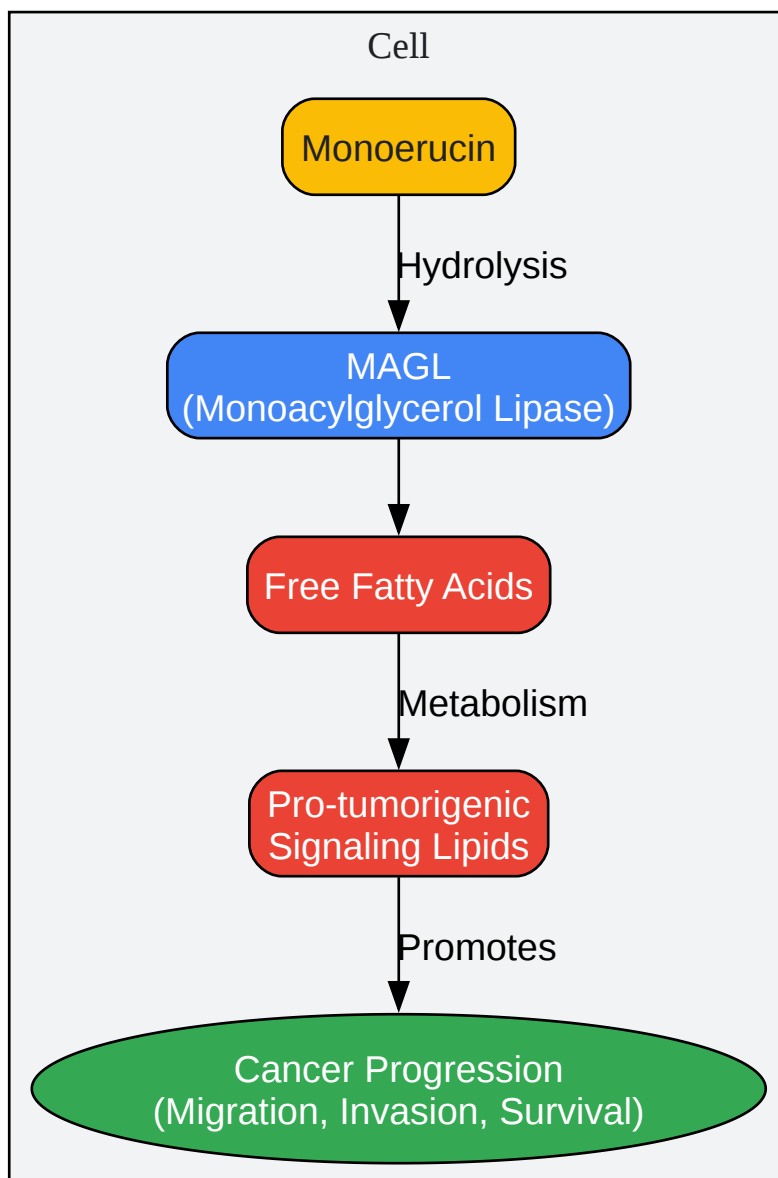 Cell
Monoerucin
Hydrolysis
MAGL
(Monoacylglycerol Lipase)
Free Fatty Acids
Metabolism
Pro-tumorigenic
Signaling Lipids
Promotes
Cancer Progression
(Migration, Invasion, Survival)